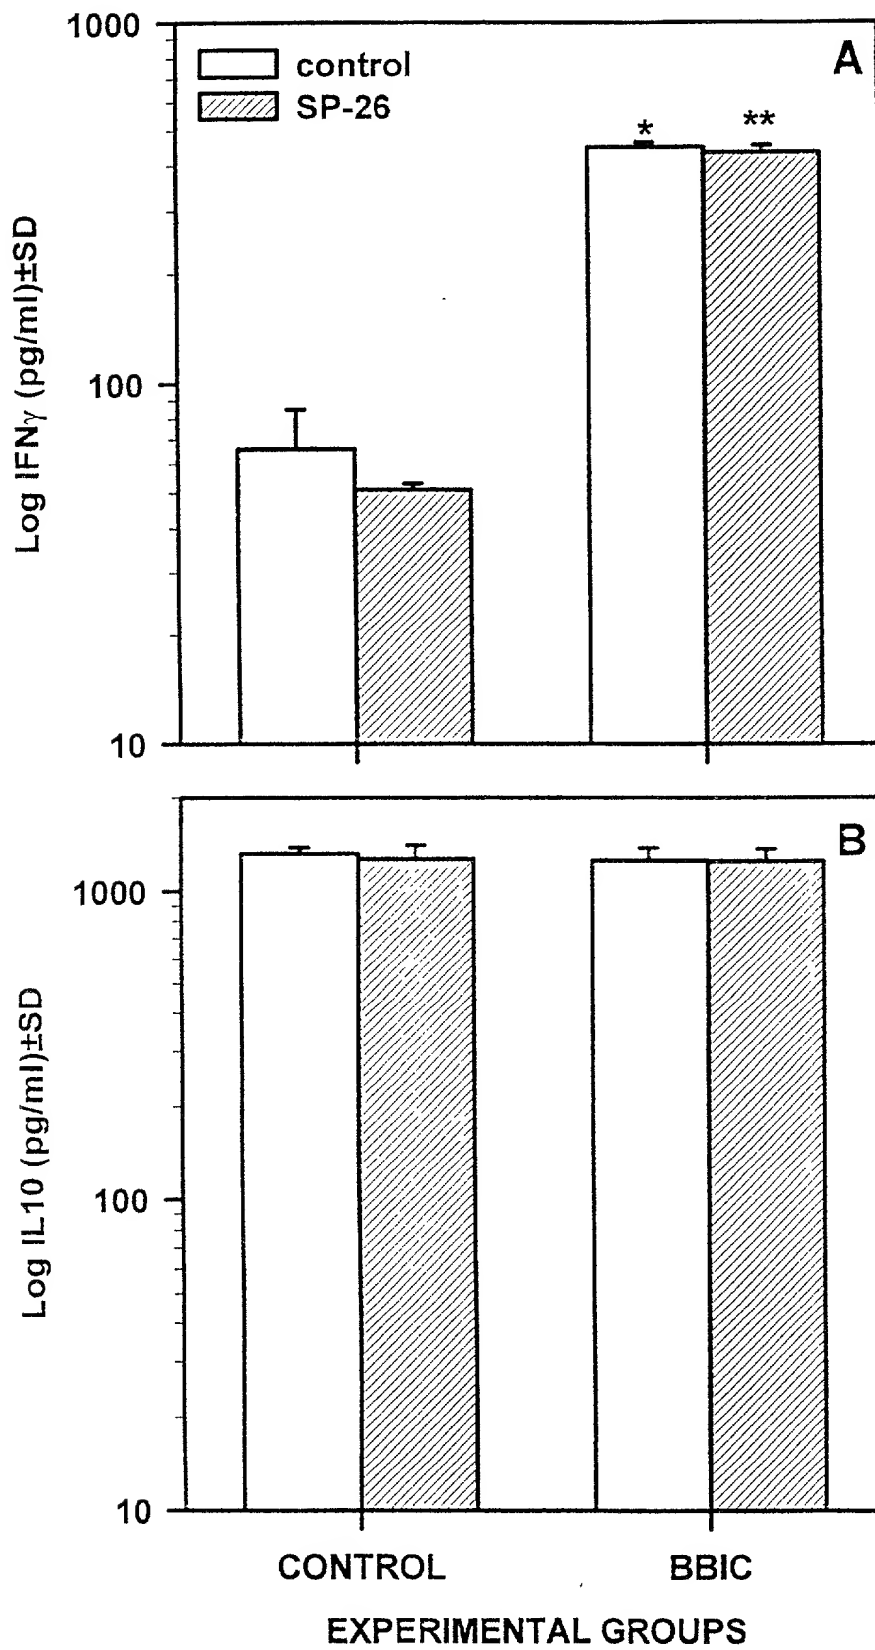 1000
A
control
SP-26
*
**
Log IFNγ (pg/ml)±SD
100
10
B
1000
Log IL10 (pg/ml)±SD
100
10
CONTROL BBIC
EXPERIMENTAL GROUPS